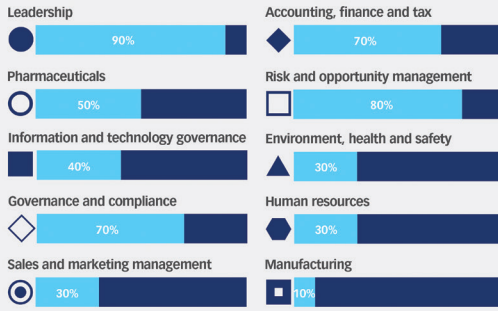 Leadership
90%
Pharmaceuticals
50%
Information and technology governance
40%
Governance and compliance
70%
Sales and marketing management
30%
Accounting, finance and tax
70%
Risk and opportunity management
80%
Environment, health and safety
30%
Human resources
30%
Manufacturing
10%